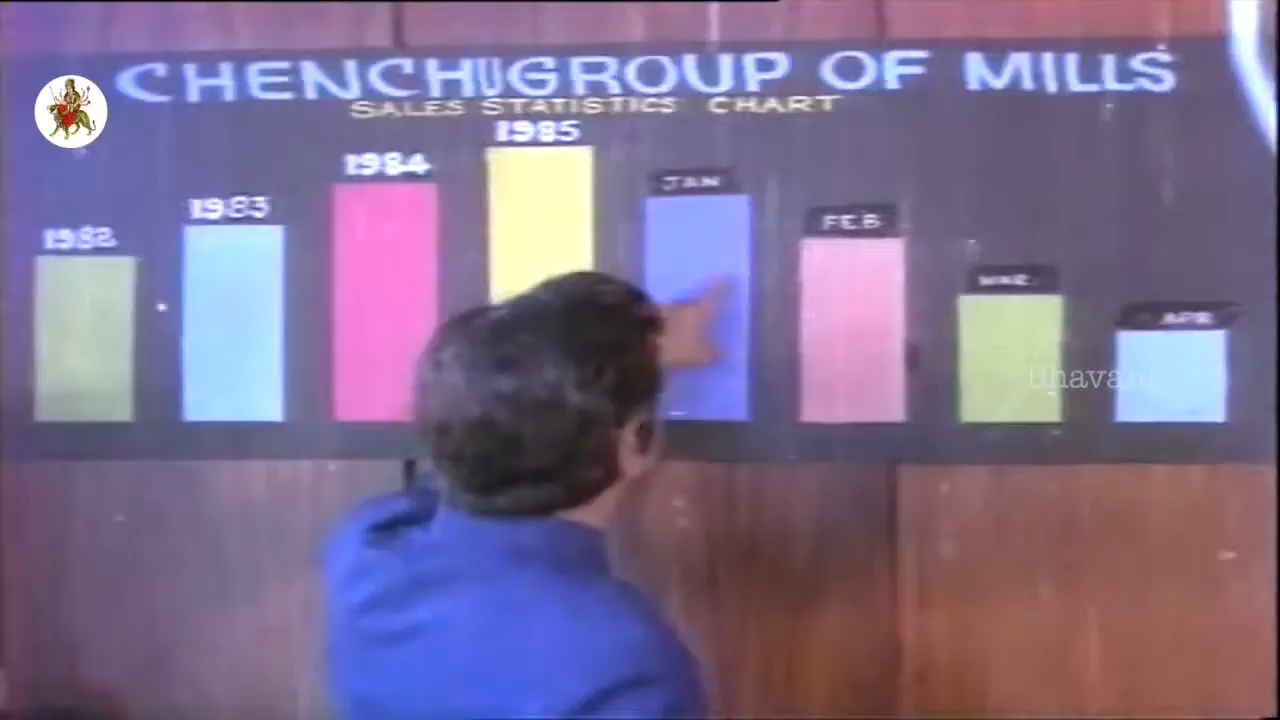 CHENCHUGROUP OF MILLS
SALES STATISTICS CHART
1982
1983
1984
1985
JAN
FEB
MAR
APR